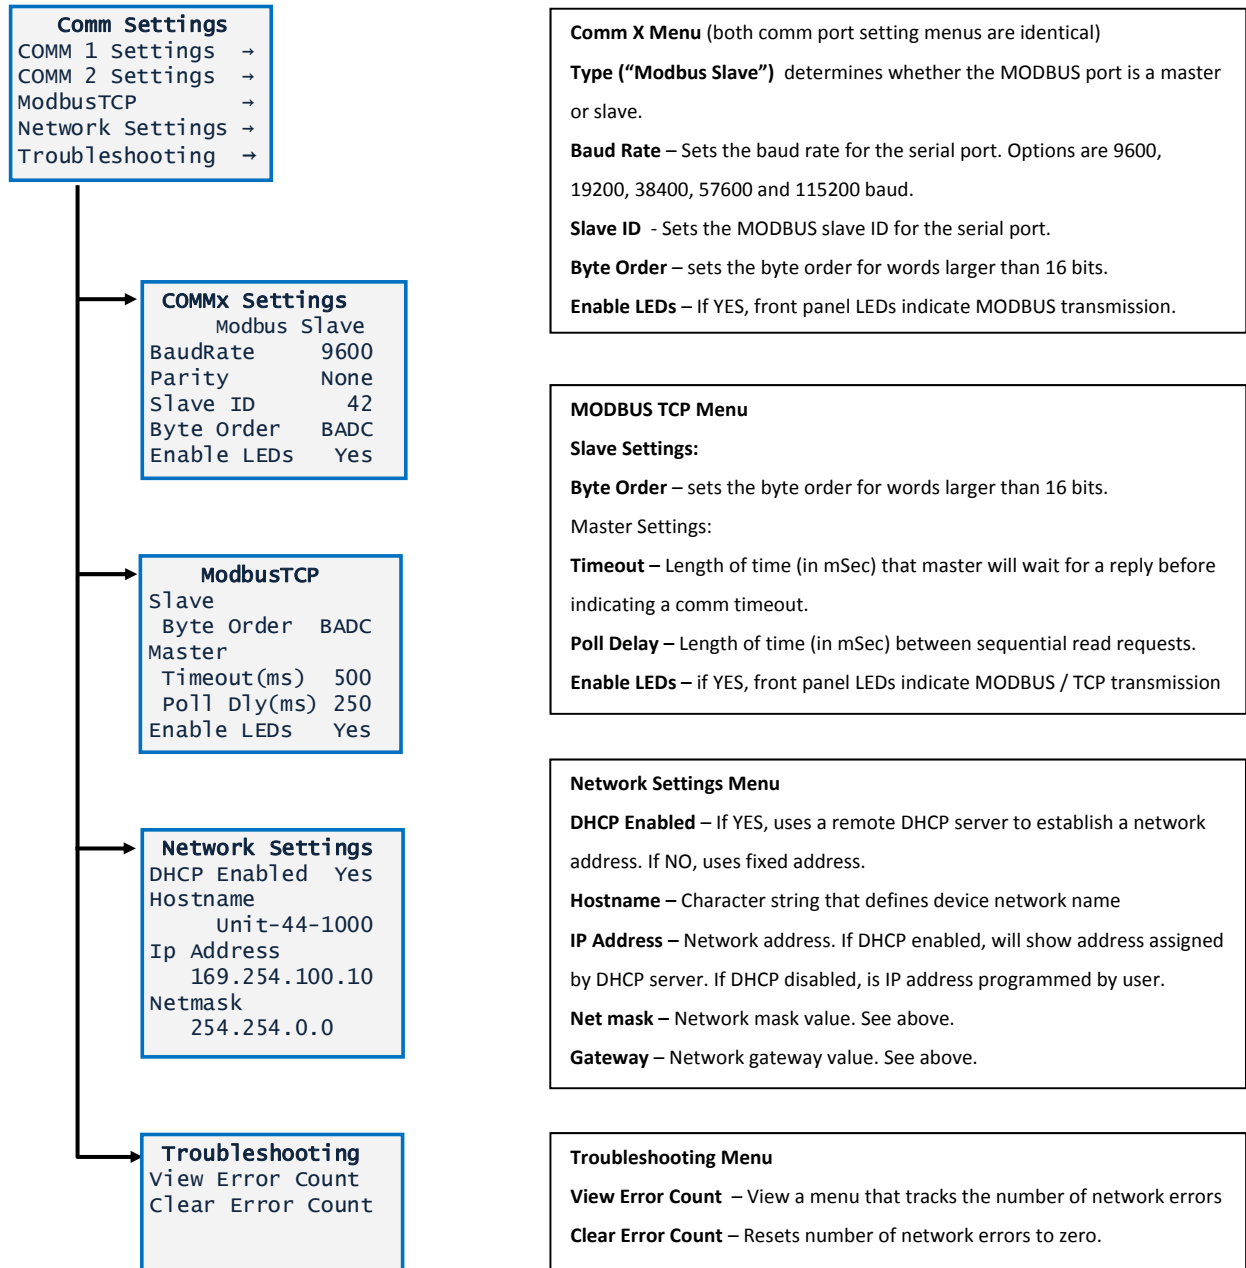 Comm Settings
COMM 1 Settings →
COMM 2 Settings →
ModbusTCP →
Network Settings →
Troubleshooting →
Comm X Menu (both comm port setting menus are identical)
Type (“Modbus Slave”) determines whether the MODBUS port is a master
or slave.
Baud Rate – Sets the baud rate for the serial port. Options are 9600,
19200, 38400, 57600 and 115200 baud.
Slave ID - Sets the MODBUS slave ID for the serial port.
Byte Order – sets the byte order for words larger than 16 bits.
Enable LEDs – If YES, front panel LEDs indicate MODBUS transmission.
COMMx Settings
Modbus Slave
BaudRate 9600
Parity None
Slave ID 42
Byte Order BADC
Enable LEDs Yes
MODBUS TCP Menu
Slave Settings:
Byte Order – sets the byte order for words larger than 16 bits.
Master Settings:
Timeout – Length of time (in mSec) that master will wait for a reply before
indicating a comm timeout.
Poll Delay – Length of time (in mSec) between sequential read requests.
Enable LEDs – if YES, front panel LEDs indicate MODBUS / TCP transmission
ModbusTCP
Slave
Byte Order BADC
Master
Timeout(ms) 500
Poll Dly(ms) 250
Enable LEDs Yes
Network Settings Menu
DHCP Enabled – If YES, uses a remote DHCP server to establish a network
address. If NO, uses fixed address.
Hostname – Character string that defines device network name
IP Address – Network address. If DHCP enabled, will show address assigned
by DHCP server. If DHCP disabled, is IP address programmed by user.
Net mask – Network mask value. See above.
Gateway – Network gateway value. See above.
Network Settings
DHCP Enabled Yes
Hostname
Unit-44-1000
Ip Address
169.254.100.10
Netmask
254.254.0.0
Troubleshooting
View Error Count
Clear Error Count
Troubleshooting Menu
View Error Count – View a menu that tracks the number of network errors
Clear Error Count – Resets number of network errors to zero.